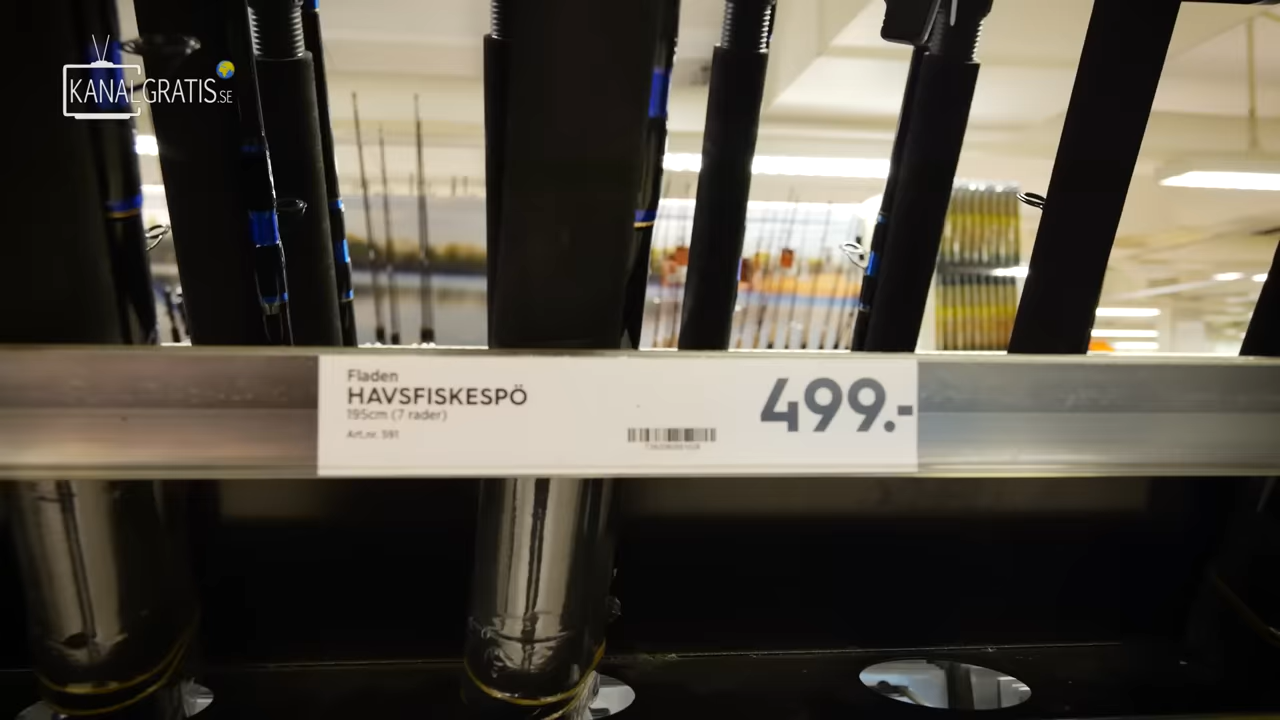 KANALGRATIS.SE
Fladen
HAVSFISKESPÖ
195cm (7 rader)
Art.nr. 591
499.-